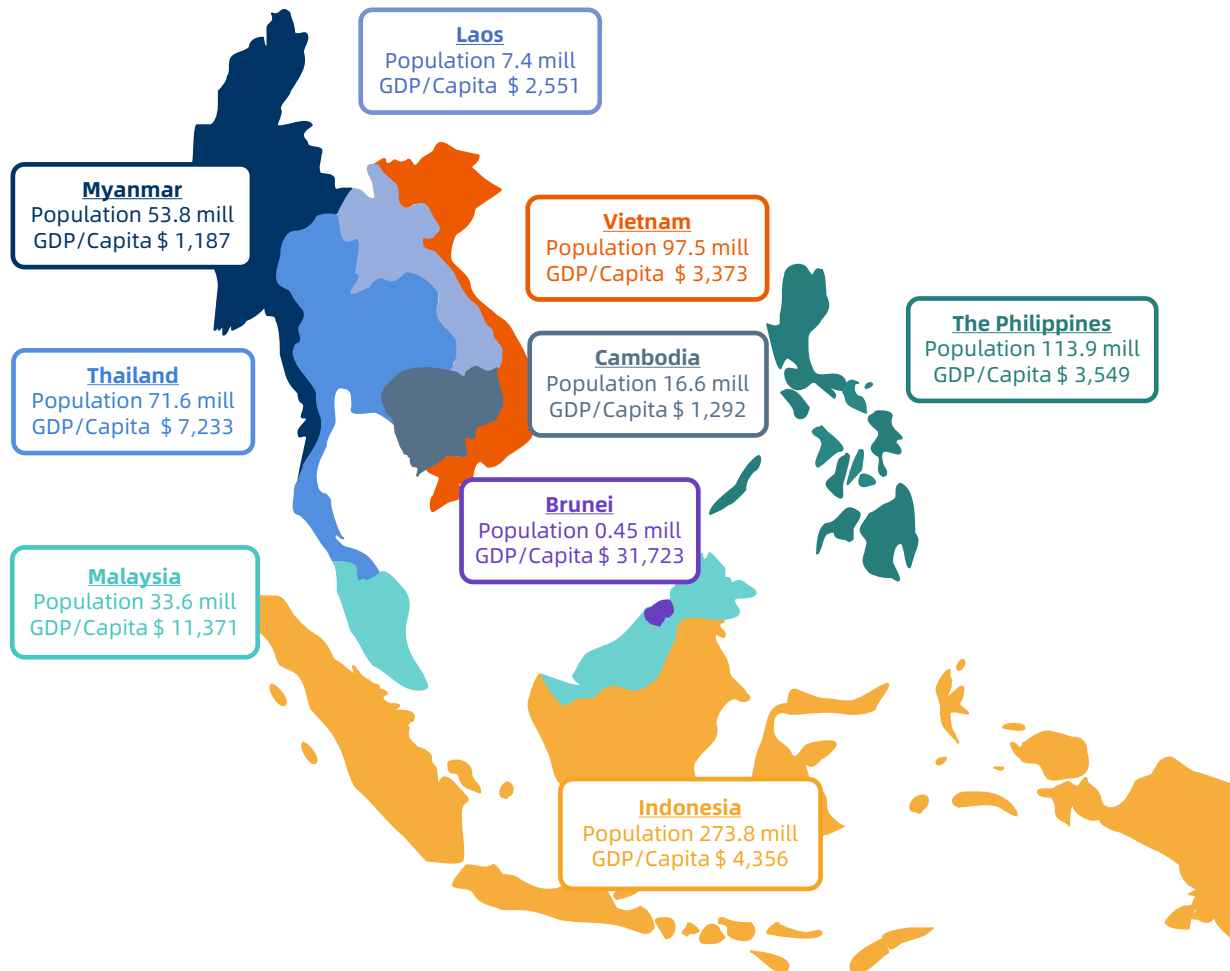 Laos
Population 7.4 mill
GDP/Capita $ 2,551
Myanmar
Population 53.8 mill
GDP/Capita $ 1,187
Vietnam
Population 97.5 mill
GDP/Capita $ 3,373
The Philippines
Population 113.9 mill
GDP/Capita $ 3,549
Thailand
Population 71.6 mill
GDP/Capita $ 7,233
Cambodia
Population 16.6 mill
GDP/Capita $ 1,292
Brunei
Population 0.45 mill
GDP/Capita $ 31,723
Malaysia
Population 33.6 mill
GDP/Capita $ 11,371
Indonesia
Population 273.8 mill
GDP/Capita $ 4,356